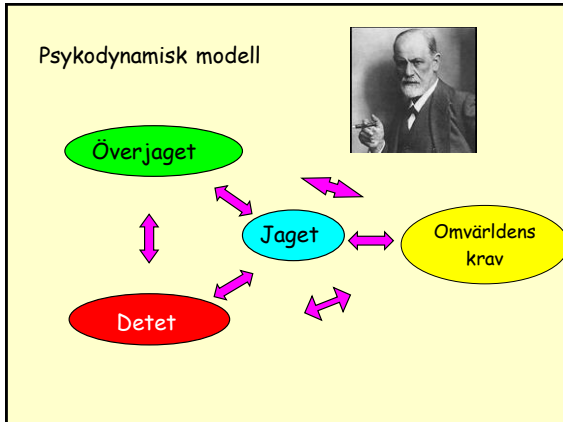 Psykodynamisk modell
Överjaget
Jaget
Omvärldens
krav
Detet